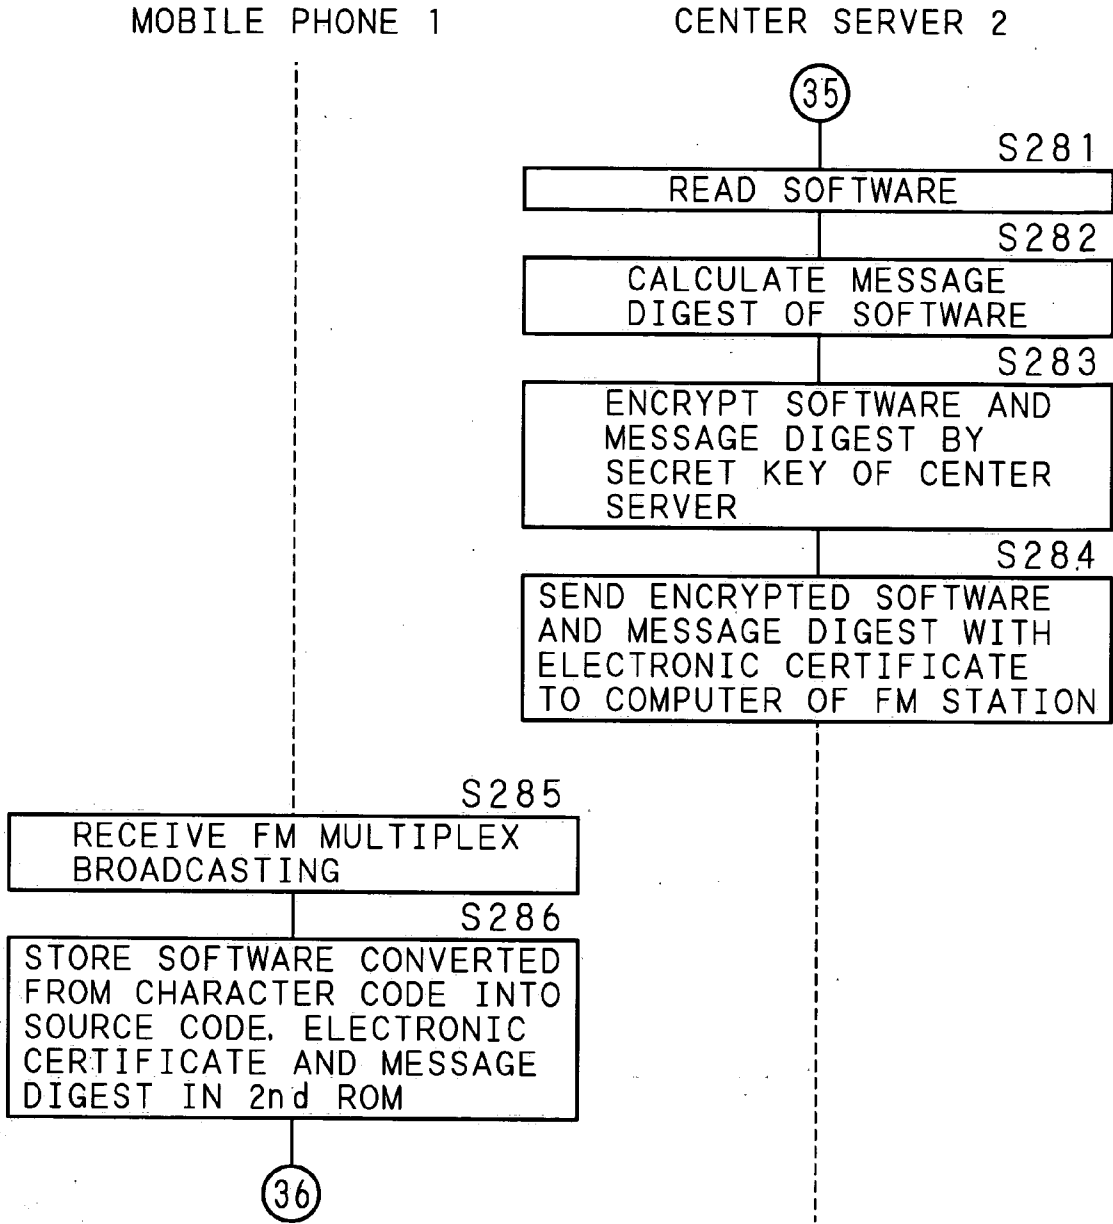 MOBILE PHONE 1
CENTER SERVER 2
35
S281
READ SOFTWARE
S282
CALCULATE MESSAGE
DIGEST OF SOFTWARE
S283
ENCRYPT SOFTWARE AND
MESSAGE DIGEST BY
SECRET KEY OF CENTER
SERVER
S284
SEND ENCRYPTED SOFTWARE
AND MESSAGE DIGEST WITH
ELECTRONIC CERTIFICATE
TO COMPUTER OF FM STATION
S285
RECEIVE FM MULTIPLEX
BROADCASTING
S286
STORE SOFTWARE CONVERTED
FROM CHARACTER CODE INTO
SOURCE CODE, ELECTRONIC
CERTIFICATE AND MESSAGE
DIGEST IN 2nd ROM
36